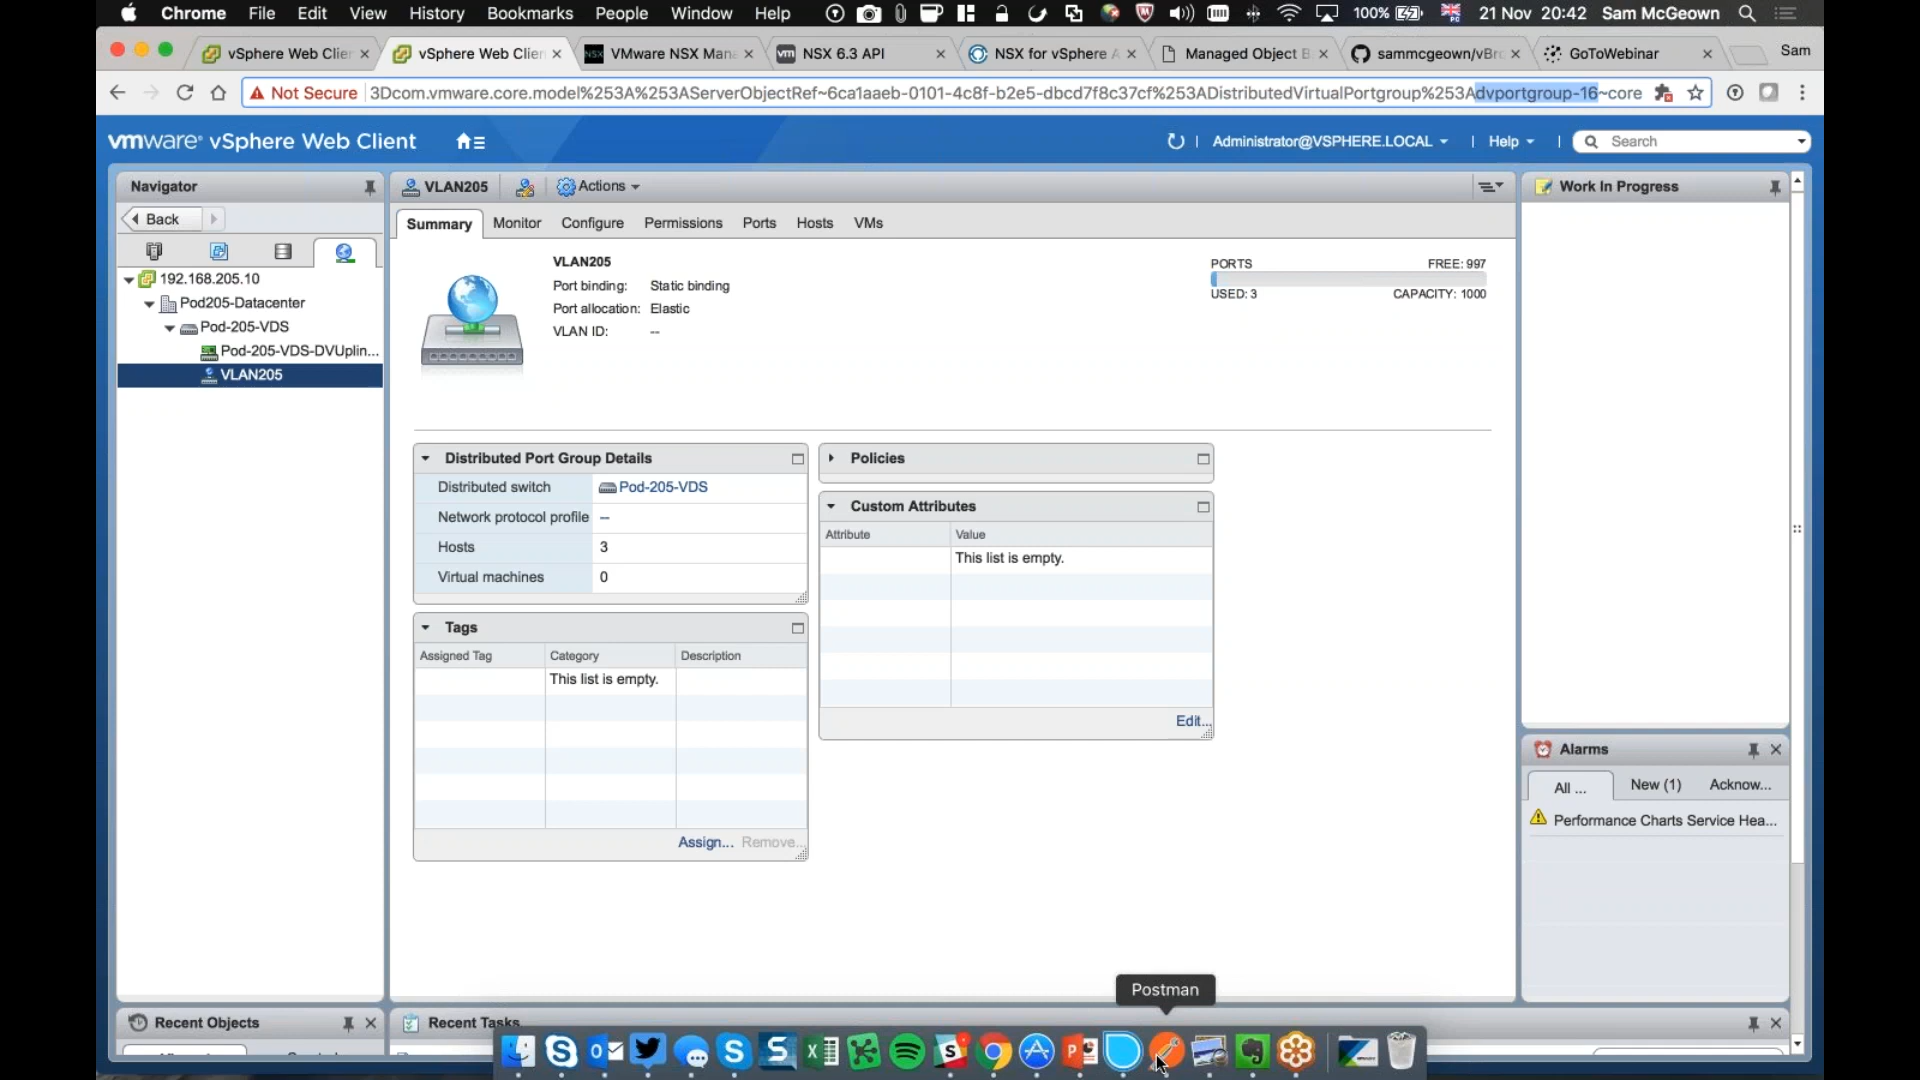 Chrome File Edit View History Bookmarks People Window Help 100% 21 Nov 20:42 Sam McGeown
vSphere Web Clien × vSphere Web Clien × VMware NSX Mana × NSX 6.3 API × NSX for vSphere A × Managed Object B × sammcgeown/vBr × GoToWebinar × Sam
Not Secure 3Dcom.vmware.core.model%253A%253AServerObjectRef~6ca1aaeb-0101-4c8f-b2e5-dbcd7f8c37cf%253ADistributedVirtualPortgroup%253Advportgroup-16~core
vmware® vSphere Web Client Administrator@VSPHERE.LOCAL | Help | Search
Navigator
Back
192.168.205.10
Pod205-Datacenter
Pod-205-VDS
Pod-205-VDS-DVUplin...
VLAN205
VLAN205 Actions
Summary Monitor Configure Permissions Ports Hosts VMs
VLAN205
Port binding: Static binding
Port allocation: Elastic
VLAN ID: --
PORTS FREE: 997
USED: 3 CAPACITY: 1000
Distributed Port Group Details
Distributed switch Pod-205-VDS
Network protocol profile --
Hosts 3
Virtual machines 0
Tags
Assigned Tag Category Description
This list is empty.
Assign... Remove...
Policies
Custom Attributes
Attribute Value
This list is empty.
Edit...
Work In Progress
Alarms
All ... New (1) Acknow...
Performance Charts Service Hea...
Postman
Recent Objects
Recent Tasks